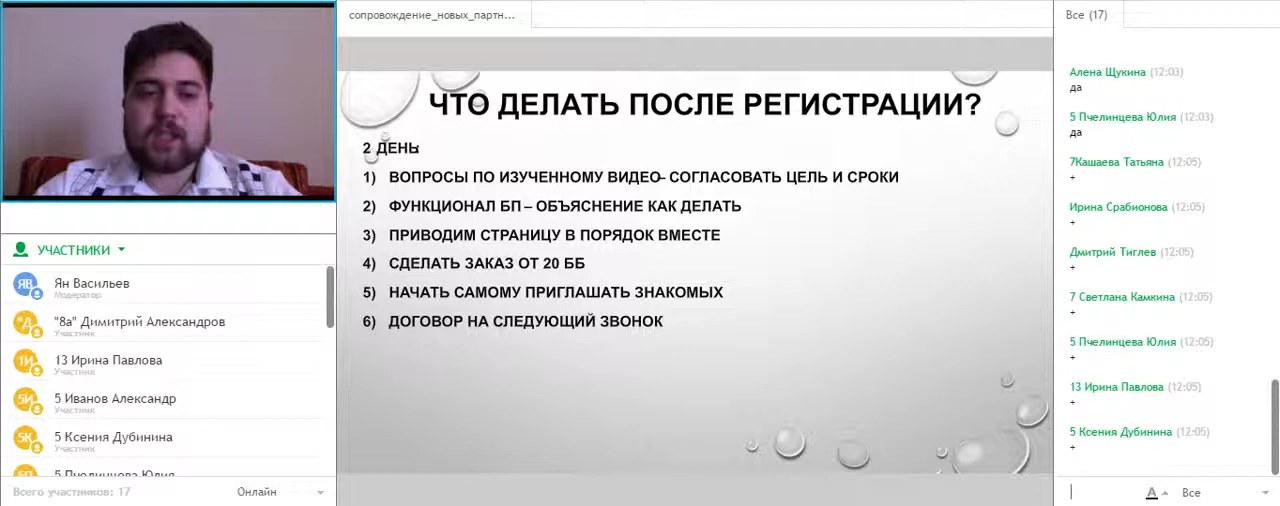 УЧАСТНИКИ
ЯВ
Ян Васильев
Модератор
"Д
"8а" Димитрий Александров
Участник
1И
13 Ирина Павлова
Участник
5И
5 Иванов Александр
Участник
5К
5 Ксения Дубинина
Участник
5 Пчелинцева Юлия
Всего участников: 17
Онлайн
сопровождение_новых_партн...
ЧТО ДЕЛАТЬ ПОСЛЕ РЕГИСТРАЦИИ?
2 ДЕНЬ
1) ВОПРОСЫ ПО ИЗУЧЕННОМУ ВИДЕО– СОГЛАСОВАТЬ ЦЕЛЬ И СРОКИ
2) ФУНКЦИОНАЛ БП – ОБЪЯСНЕНИЕ КАК ДЕЛАТЬ
3) ПРИВОДИМ СТРАНИЦУ В ПОРЯДОК ВМЕСТЕ
4) СДЕЛАТЬ ЗАКАЗ ОТ 20 ББ
5) НАЧАТЬ САМОМУ ПРИГЛАШАТЬ ЗНАКОМЫХ
6) ДОГОВОР НА СЛЕДУЮЩИЙ ЗВОНОК
Все (17)
Алена Щукина (12:03)
да
5 Пчелинцева Юлия (12:03)
да
7Кашаева Татьяна (12:05)
+
Ирина Срабионова (12:05)
+
Дмитрий Тиглев (12:05)
+
7 Светлана Камкина (12:05)
+
5 Пчелинцева Юлия (12:05)
+
13 Ирина Павлова (12:05)
+
5 Ксения Дубинина (12:05)
+
A
Все